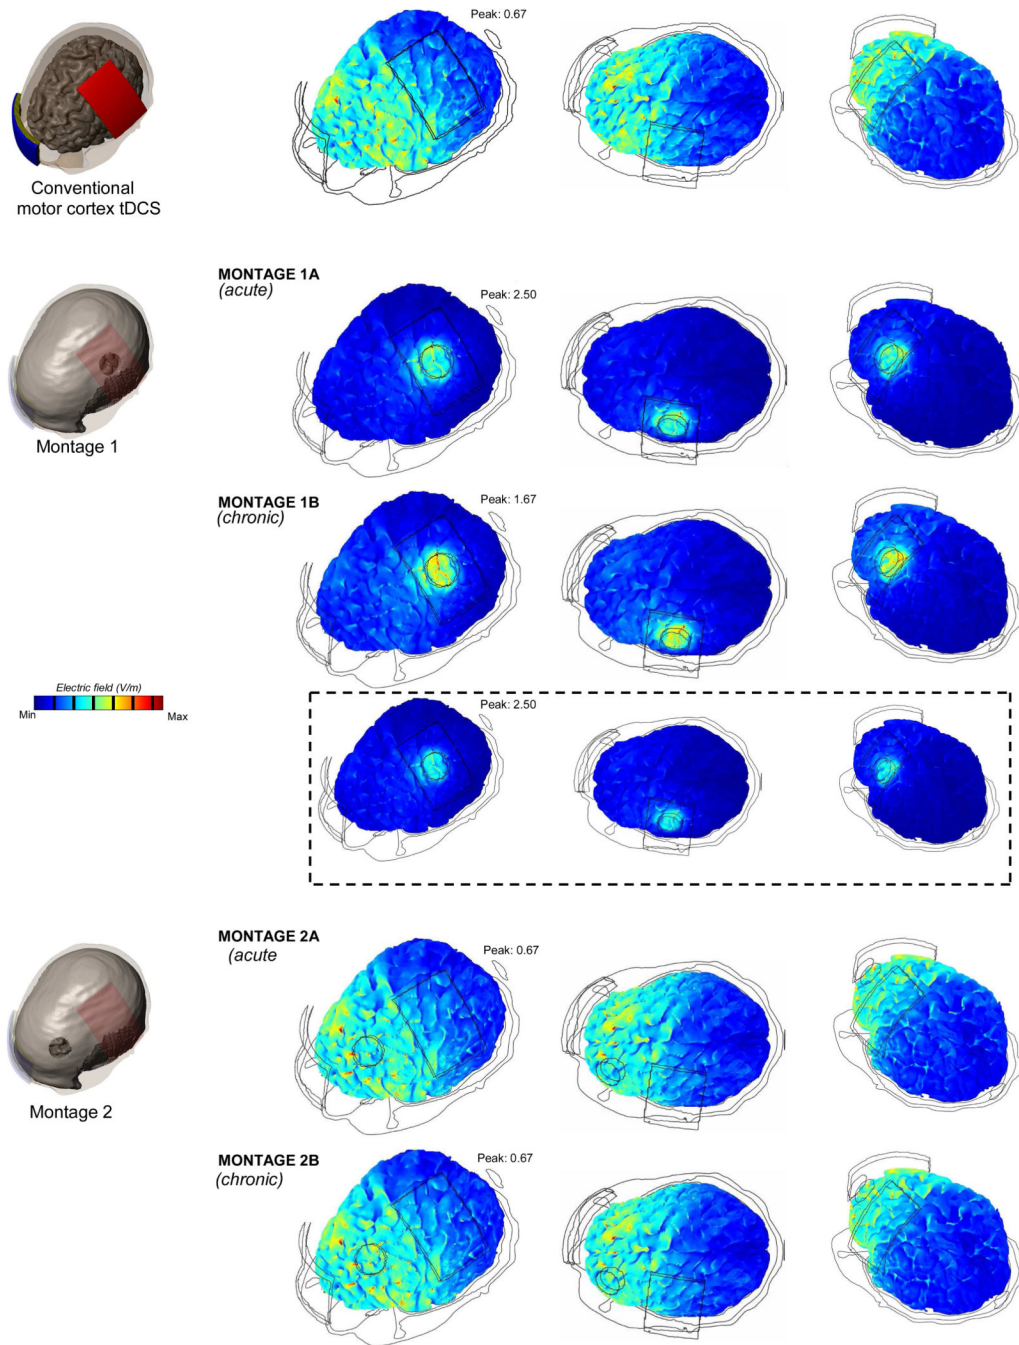 Peak: 0.67
Conventional
motor cortex tDCS
MONTAGE 1A
(acute)
Peak: 2.50
Montage 1
MONTAGE 1B
(chronic)
Peak: 1.67
Electric field (V/m)
Min
Max
Peak: 2.50
MONTAGE 2A
(acute
Peak: 0.67
Montage 2
MONTAGE 2B
(chronic)
Peak: 0.67